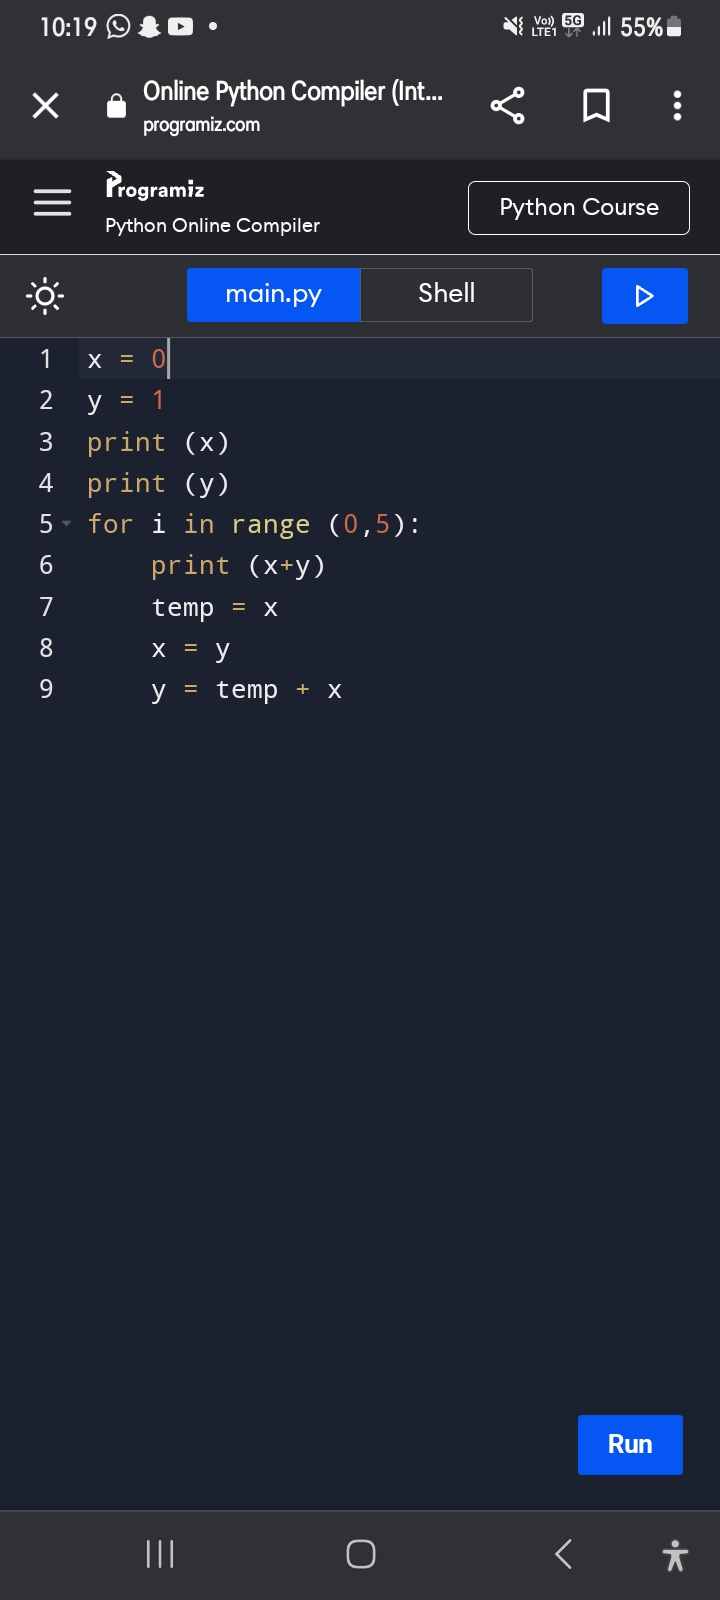 10:19
Vo)) LTE1 5G 55%
Online Python Compiler (Int...
programiz.com
Programiz
Python Online Compiler
Python Course
main.py Shell
1 x = 0
2 y = 1
3 print (x)
4 print (y)
5 for i in range (0,5):
6     print (x+y)
7     temp = x
8     x = y
9     y = temp + x
Run